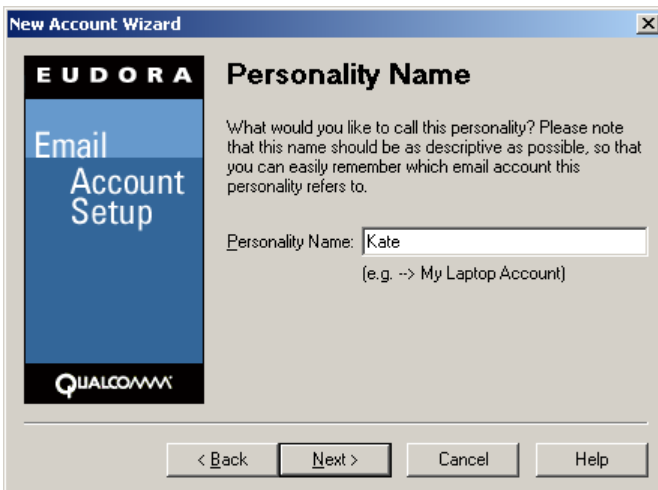 New Account Wizard
EUDORA
Email
Account
Setup
QUALCOMM
Personality Name
What would you like to call this personality? Please note
that this name should be as descriptive as possible, so that
you can easily remember which email account this
personality refers to.
Personality Name: Kate
(e.g. --> My Laptop Account)
< Back
Next >
Cancel
Help